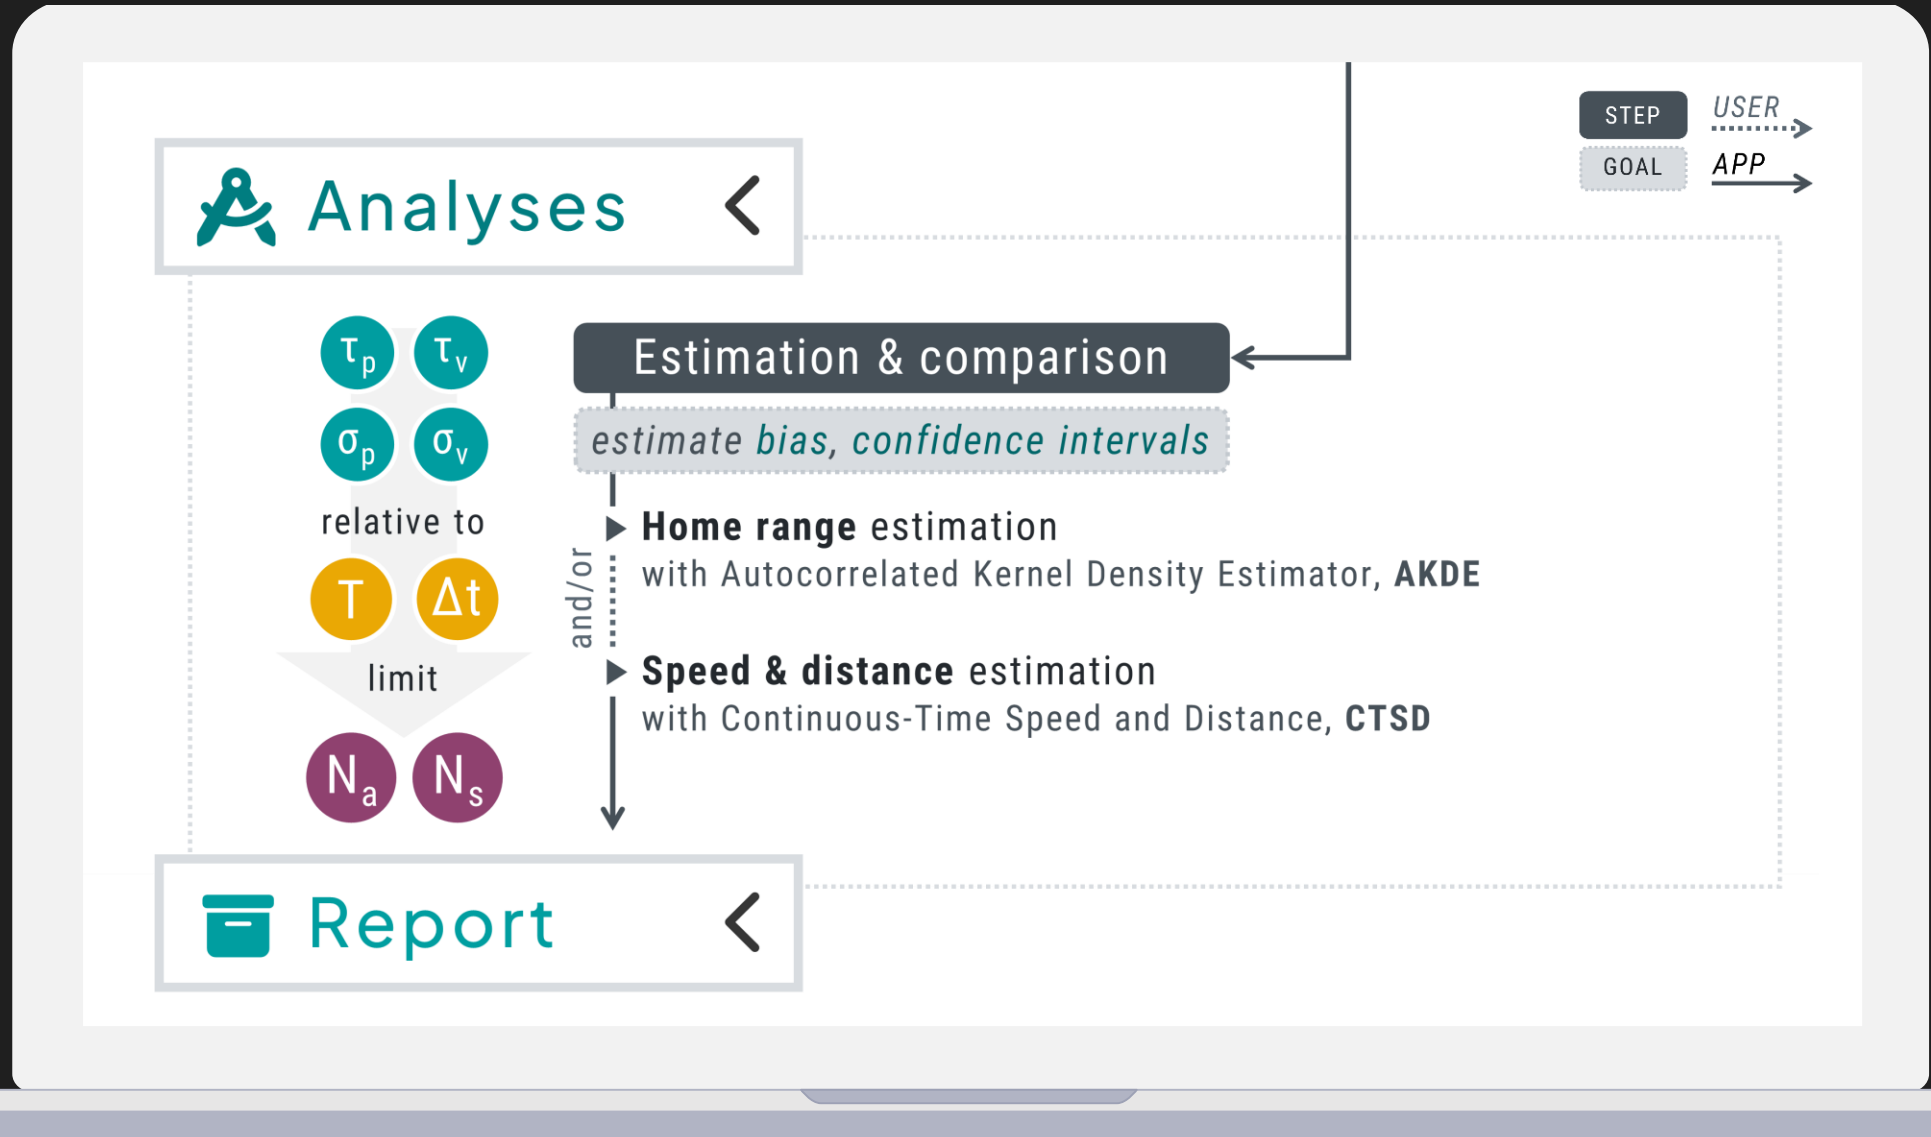 STEP
USER
GOAL
APP
Analyses
τp τv
σp σv
relative to
T Δt
limit
Na Ns
Estimation & comparison
estimate bias, confidence intervals
and/or
Home range estimation
with Autocorrelated Kernel Density Estimator, AKDE
Speed & distance estimation
with Continuous-Time Speed and Distance, CTSD
Report